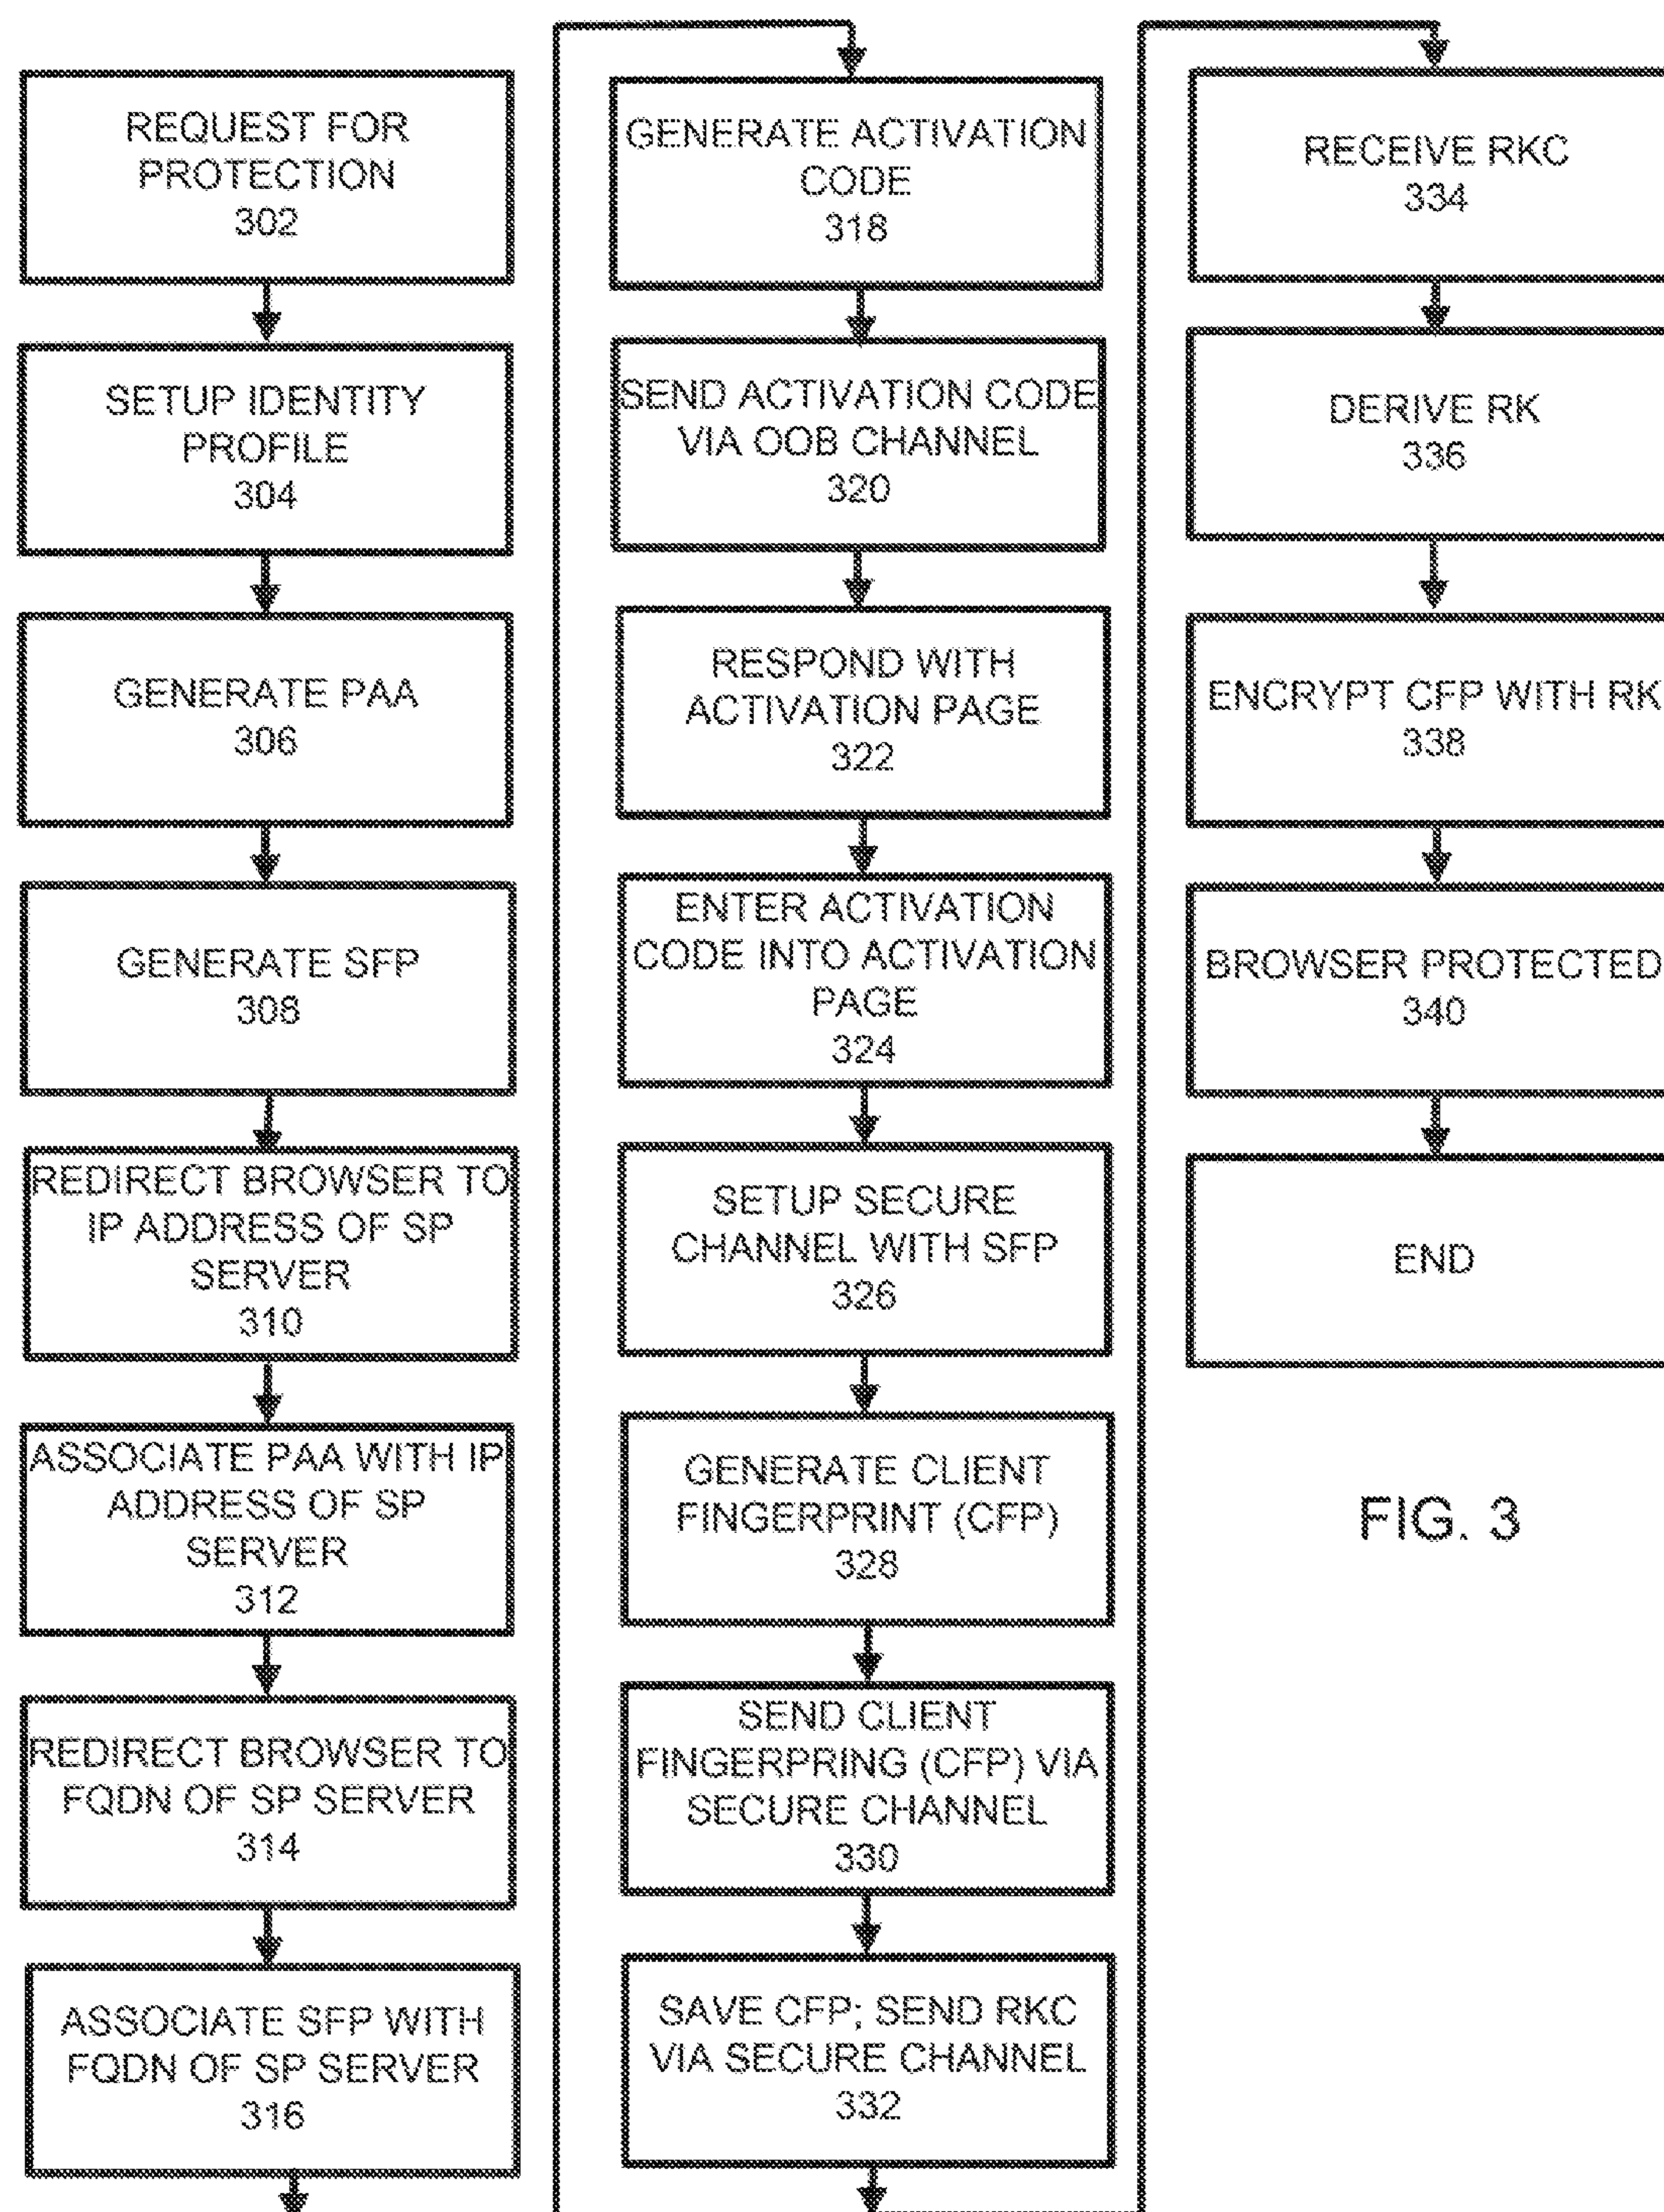 REQUEST FOR
PROTECTION
302
SETUP IDENTITY
PROFILE
304
GENERATE PAA
306
GENERATE SFP
308
REDIRECT BROWSER TO
IP ADDRESS OF SP
SERVER
310
ASSOCIATE PAA WITH IP
ADDRESS OF SP
SERVER
312
REDIRECT BROWSER TO
FQDN OF SP SERVER
314
ASSOCIATE SFP WITH
FQDN OF SP SERVER
316
GENERATE ACTIVATION
CODE
318
SEND ACTIVATION CODE
VIA OOB CHANNEL
320
RESPOND WITH
ACTIVATION PAGE
322
ENTER ACTIVATION
CODE INTO ACTIVATION
PAGE
324
SETUP SECURE
CHANNEL WITH SFP
326
GENERATE CLIENT
FINGERPRINT (CFP)
328
SEND CLIENT
FINGERPRING (CFP) VIA
SECURE CHANNEL
330
SAVE CFP; SEND RKC
VIA SECURE CHANNEL
332
RECEIVE RKC
334
DERIVE RK
336
ENCRYPT CFP WITH RK
338
BROWSER PROTECTED
340
END
FIG. 3